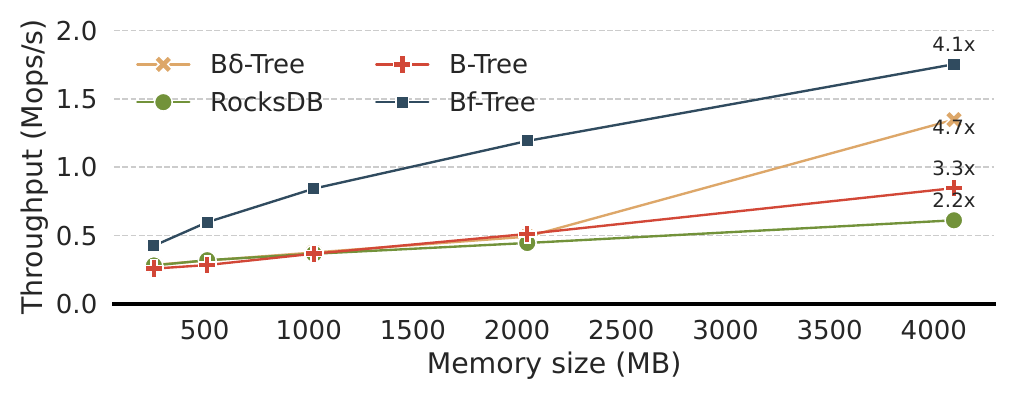 Throughput (Mops/s)
2.0
1.5
1.0
0.5
0.0
Bδ-Tree
B-Tree
RocksDB
Bf-Tree
4.1x
4.7x
3.3x
2.2x
500 1000 1500 2000 2500 3000 3500 4000
Memory size (MB)